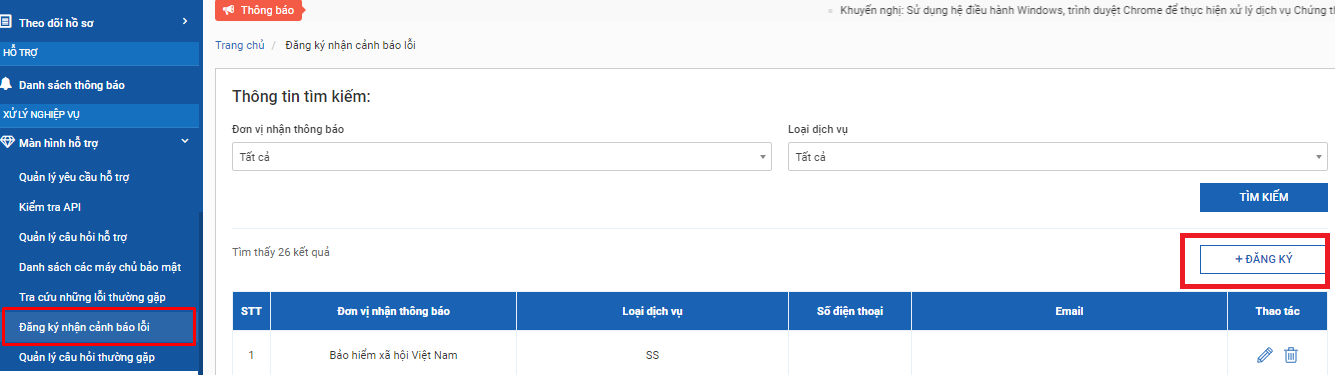 Theo dõi hồ sơ
HỖ TRỢ
Danh sách thông báo
XỬ LÝ NGHIỆP VỤ
Màn hình hỗ trợ
Quản lý yêu cầu hỗ trợ
Kiểm tra API
Quản lý câu hỏi hỗ trợ
Danh sách các máy chủ bảo mật
Tra cứu những lỗi thường gặp
Đăng ký nhận cảnh báo lỗi
Quản lý câu hỏi thường gặp
Thông báo
Khuyến nghị: Sử dụng hệ điều hành Windows, trình duyệt Chrome để thực hiện xử lý dịch vụ Chứng th
Trang chủ / Đăng ký nhận cảnh báo lỗi
Thông tin tìm kiếm:
Đơn vị nhận thông báo Loại dịch vụ
Tất cả Tất cả
TÌM KIẾM
Tìm thấy 26 kết quả
+ ĐĂNG KÝ
STT Đơn vị nhận thông báo Loại dịch vụ Số điện thoại Email Thao tác
1 Bảo hiểm xã hội Việt Nam SS